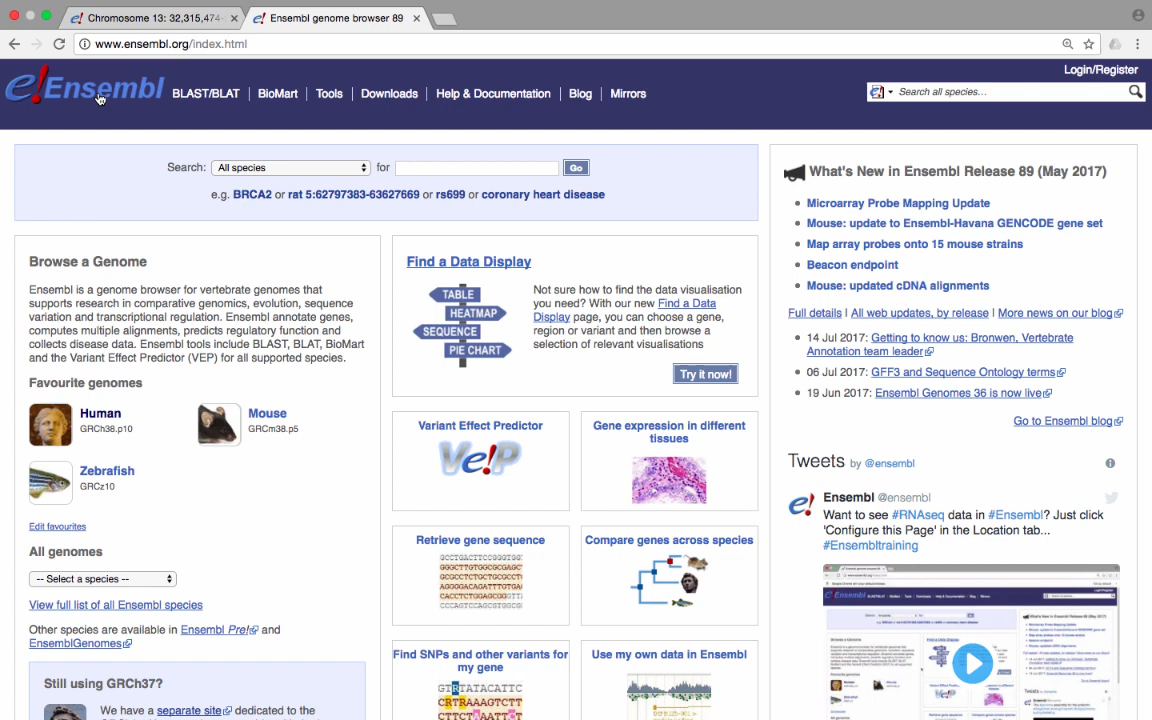 Chromosome 13: 32,315,474-
Ensembl genome browser 89
www.ensembl.org/index.html
Login/Register
e!Ensembl
BLAST/BLAT
BioMart
Tools
Downloads
Help & Documentation
Blog
Mirrors
Search all species...
Search: All species for Go
e.g. BRCA2 or rat 5:62797383-63627669 or rs699 or coronary heart disease
Browse a Genome
Ensembl is a genome browser for vertebrate genomes that
supports research in comparative genomics, evolution, sequence
variation and transcriptional regulation. Ensembl annotate genes,
computes multiple alignments, predicts regulatory function and
collects disease data. Ensembl tools include BLAST, BLAT, BioMart
and the Variant Effect Predictor (VEP) for all supported species.
Favourite genomes
Human
GRCh38.p10
Mouse
GRCm38.p5
Zebrafish
GRCz10
Edit favourites
All genomes
-- Select a species --
View full list of all Ensembl species
Other species are available in Ensembl Pre! and
EnsemblGenomes
Still using GRCh37?
We have a separate site dedicated to the
Find a Data Display
TABLE
HEATMAP
SEQUENCE
PIE CHART
Not sure how to find the data visualisation
you need? With our new Find a Data
Display page, you can choose a gene,
region or variant and then browse a
selection of relevant visualisations
Try it now!
Variant Effect Predictor
Ve!P
Gene expression in different
tissues
Retrieve gene sequence
Compare genes across species
Find SNPs and other variants for
my gene
Use my own data in Ensembl
What's New in Ensembl Release 89 (May 2017)
Microarray Probe Mapping Update
Mouse: update to Ensembl-Havana GENCODE gene set
Map array probes onto 15 mouse strains
Beacon endpoint
Mouse: updated cDNA alignments
Full details | All web updates, by release | More news on our blog
14 Jul 2017: Getting to know us: Bronwen, Vertebrate
Annotation team leader
06 Jul 2017: GFF3 and Sequence Ontology terms
19 Jun 2017: Ensembl Genomes 36 is now live
Go to Ensembl blog
Tweets by @ensembl
Ensembl @ensembl
Want to see #RNAseq data in #Ensembl? Just click
'Configure this Page' in the Location tab...
#Ensembltraining